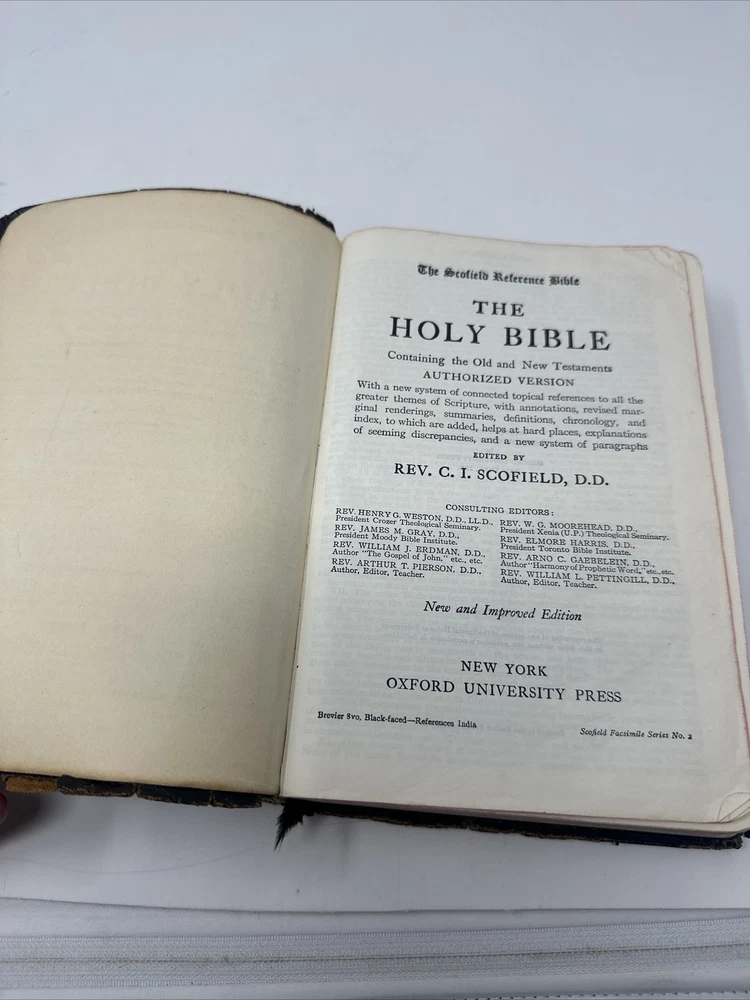 The Scofield Reference Bible
THE
HOLY BIBLE
Containing the Old and New Testaments
AUTHORIZED VERSION
With a new system of connected topical references to all the
greater themes of Scripture, with annotations, revised mar-
ginal renderings, summaries, definitions, chronology, and
index, to which are added, helps at hard places, explanations
of seeming discrepancies, and a new system of paragraphs
EDITED BY
REV. C. I. SCOFIELD, D.D.
CONSULTING EDITORS:
REV. HENRY G. WESTON, D.D., LL.D.,
President Crozer Theological Seminary.
REV. JAMES M. GRAY, D.D.,
President Moody Bible Institute.
REV. WILLIAM J. ERDMAN, D.D.,
Author "The Gospel of John," etc., etc.
REV. ARTHUR T. PIERSON, D.D.,
Author, Editor, Teacher.
REV. W. G. MOOREHEAD, D.D.,
President Xenia (U.P.) Theological Seminary.
REV. ELMORE HARRIS, D.D.,
President Toronto Bible Institute.
REV. ARNO C. GAEBELEIN, D.D.,
Author "Harmony of Prophetic Word," etc., etc.
REV. WILLIAM L. PETTINGILL, D.D.,
Author, Editor, Teacher.
New and Improved Edition
NEW YORK
OXFORD UNIVERSITY PRESS
Brevier 8vo, Black-faced—References India
Scofield Facsimile Series No. 2